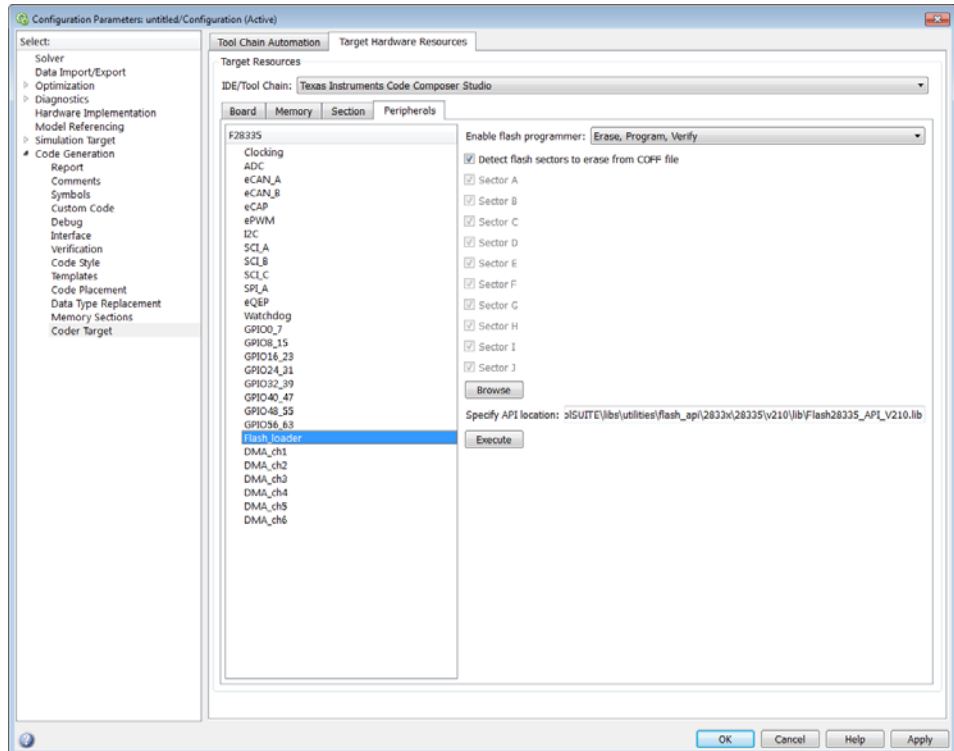 Configuration Parameters: untitled/Configuration (Active)
Select:
Solver
Data Import/Export
Optimization
Diagnostics
Hardware Implementation
Model Referencing
Simulation Target
Code Generation
Report
Comments
Symbols
Custom Code
Debug
Interface
Verification
Code Style
Templates
Code Placement
Data Type Replacement
Memory Sections
Coder Target
Tool Chain Automation
Target Hardware Resources
Target Resources
IDE/Tool Chain: Texas Instruments Code Composer Studio
Board
Memory
Section
Peripherals
F28335
Clocking
ADC
eCAN_A
eCAN_B
eCAP
ePWM
I2C
SCI_A
SCI_B
SCI_C
SPI_A
eQEP
Watchdog
GPIO0_7
GPIO8_15
GPIO16_23
GPIO24_31
GPIO32_39
GPIO40_47
GPIO48_55
GPIO56_63
Flash_loader
DMA_ch1
DMA_ch2
DMA_ch3
DMA_ch4
DMA_ch5
DMA_ch6
Enable flash programmer: Erase, Program, Verify
Detect flash sectors to erase from COFF file
Sector A
Sector B
Sector C
Sector D
Sector E
Sector F
Sector G
Sector H
Sector I
Sector J
Browse
Specify API location: olSUITE\libs\utilities\flash_api\2833x\28335\v210\lib\Flash28335_API_V210.lib
Execute
OK
Cancel
Help
Apply